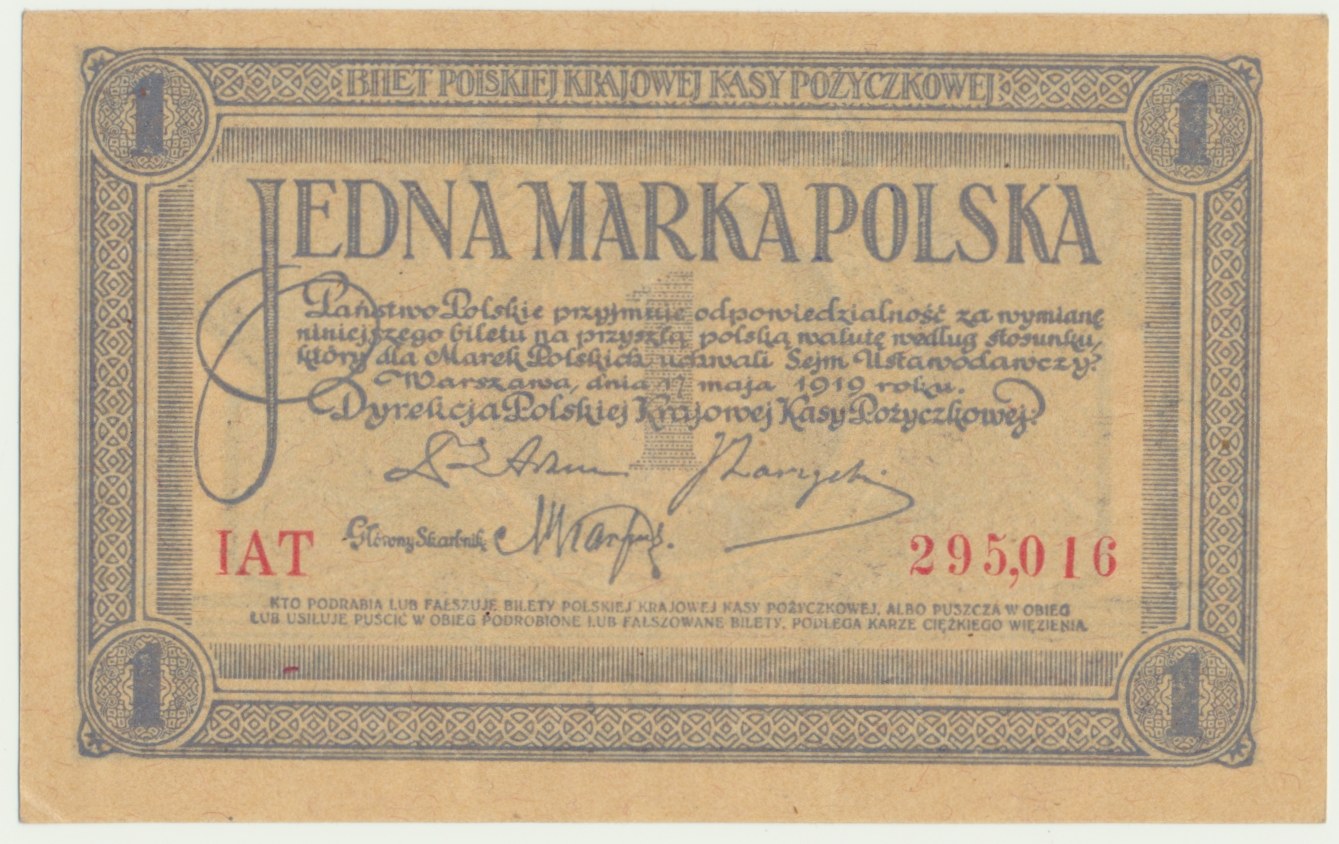 BILET POLSKIEJ KRAJOWEJ KASY POŻYCZKOWEJ
1 1
JEDNA MARKA POLSKA
1
Państwo Polskie przyjmuje odpowiedzialność za wymianę
niniejszego biletu na przyszłą polską walutę według stosunku,
który dla Marek Polskich uchwali Sejm Ustawodawczy.
Warszawa, dnia 17 maja 1919 roku.
Dyrekcja Polskiej Krajowej Kasy Pożyczkowej.
Główny Skarbnik
IAT 295,016
KTO PODRABIA LUB FAŁSZUJE BILETY POLSKIEJ KRAJOWEJ KASY POŻYCZKOWEJ, ALBO PUSZCZA W OBIEG
LUB USIŁUJE PUŚCIĆ W OBIEG PODROBIONE LUB FAŁSZOWANE BILETY, PODLEGA KARZE CIĘŻKIEGO WIĘZIENIA.
1 1